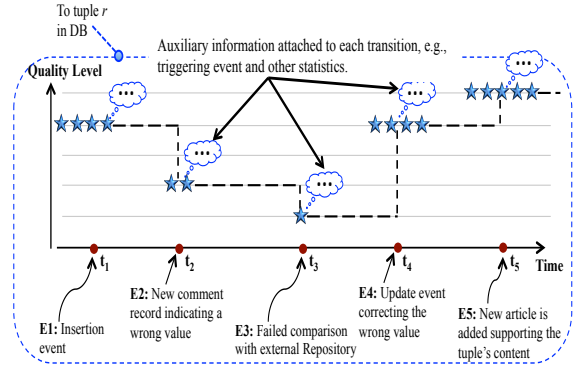 To tuple r
in DB
Auxiliary information attached to each transition, e.g.,
triggering event and other statistics.
Quality Level
...
...
...
...
...
t1
t2
t3
t4
t5
Time
E1: Insertion
event
E2: New comment
record indicating a
wrong value
E3: Failed comparison
with external Repository
E4: Update event
correcting the
wrong value
E5: New article is
added supporting the
tuple's content